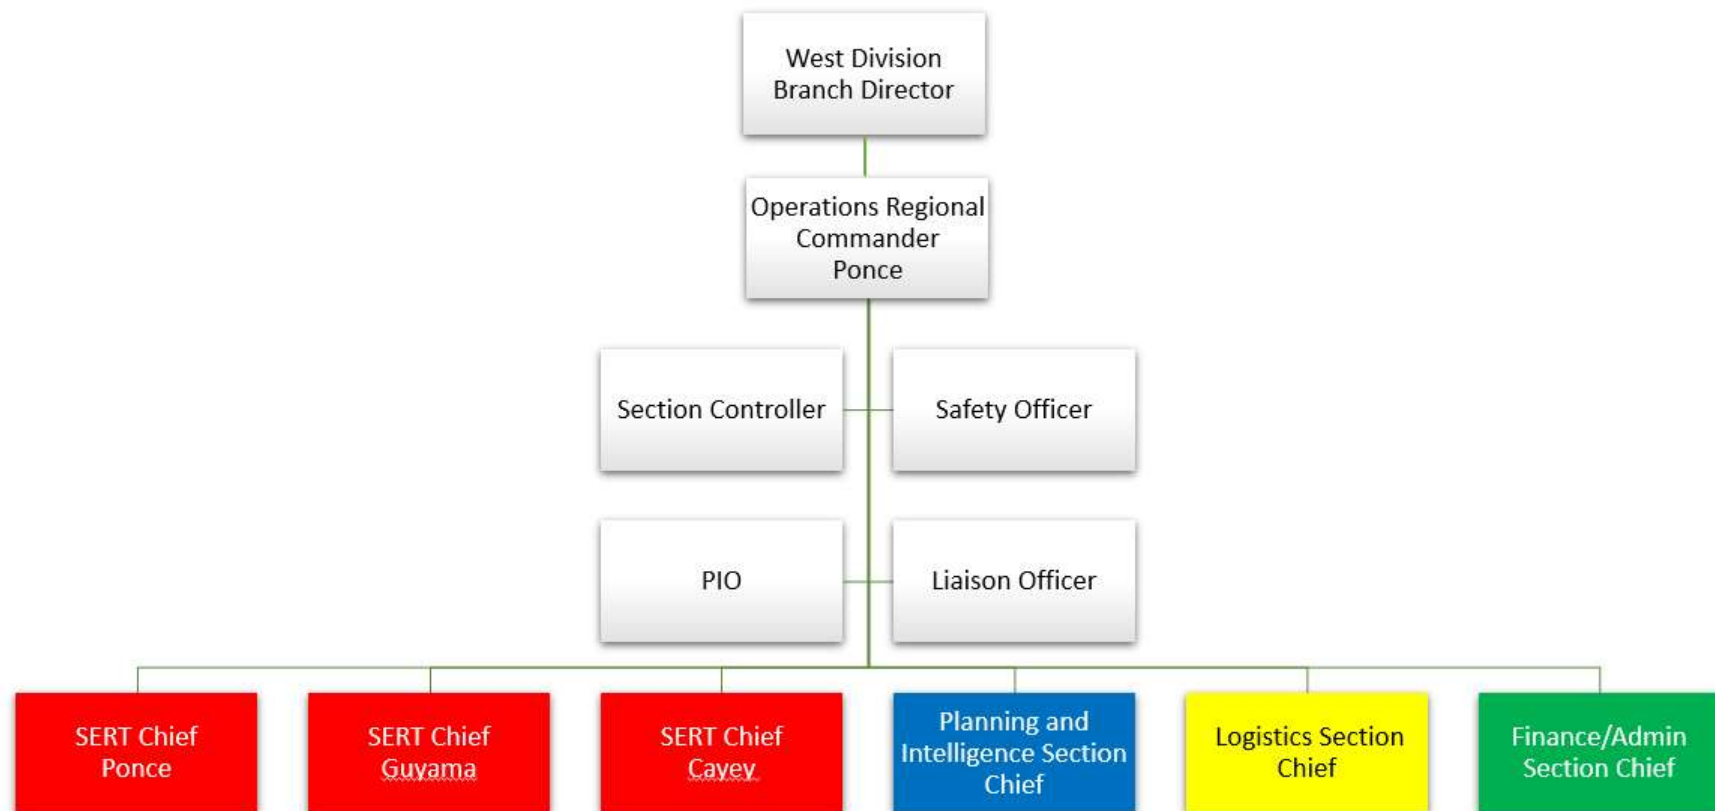 West Division
Branch Director
Operations Regional
Commander
Ponce
Section Controller
Safety Officer
PIO
Liaison Officer
SERT Chief
Ponce
SERT Chief
Guyama
SERT Chief
Cayey
Planning and
Intelligence Section
Chief
Logistics Section
Chief
Finance/Admin
Section Chief